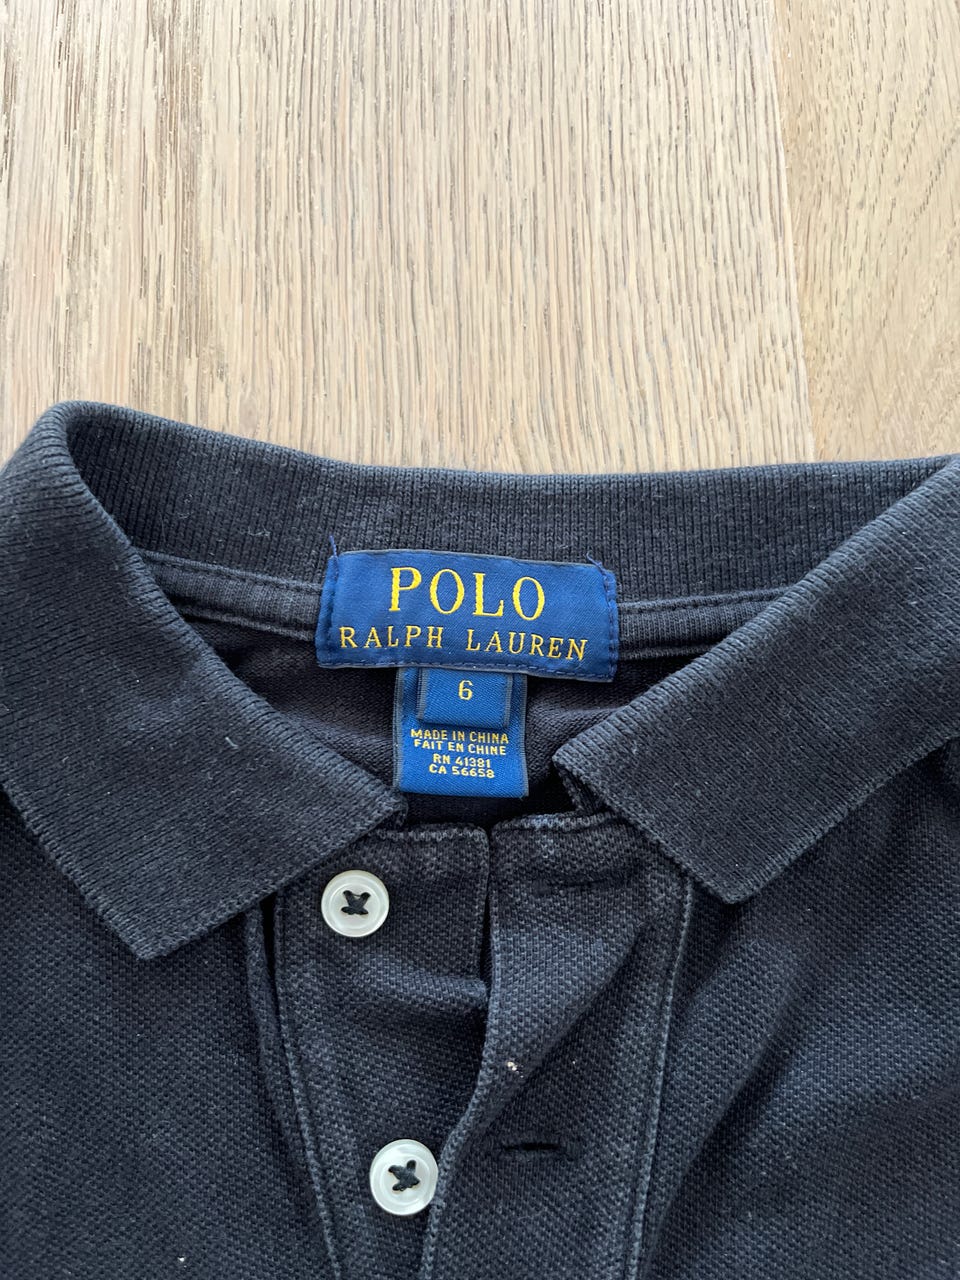 POLO
RALPH LAUREN
6
MADE IN CHINA
FAIT EN CHINE
RN 41381
CA 56658